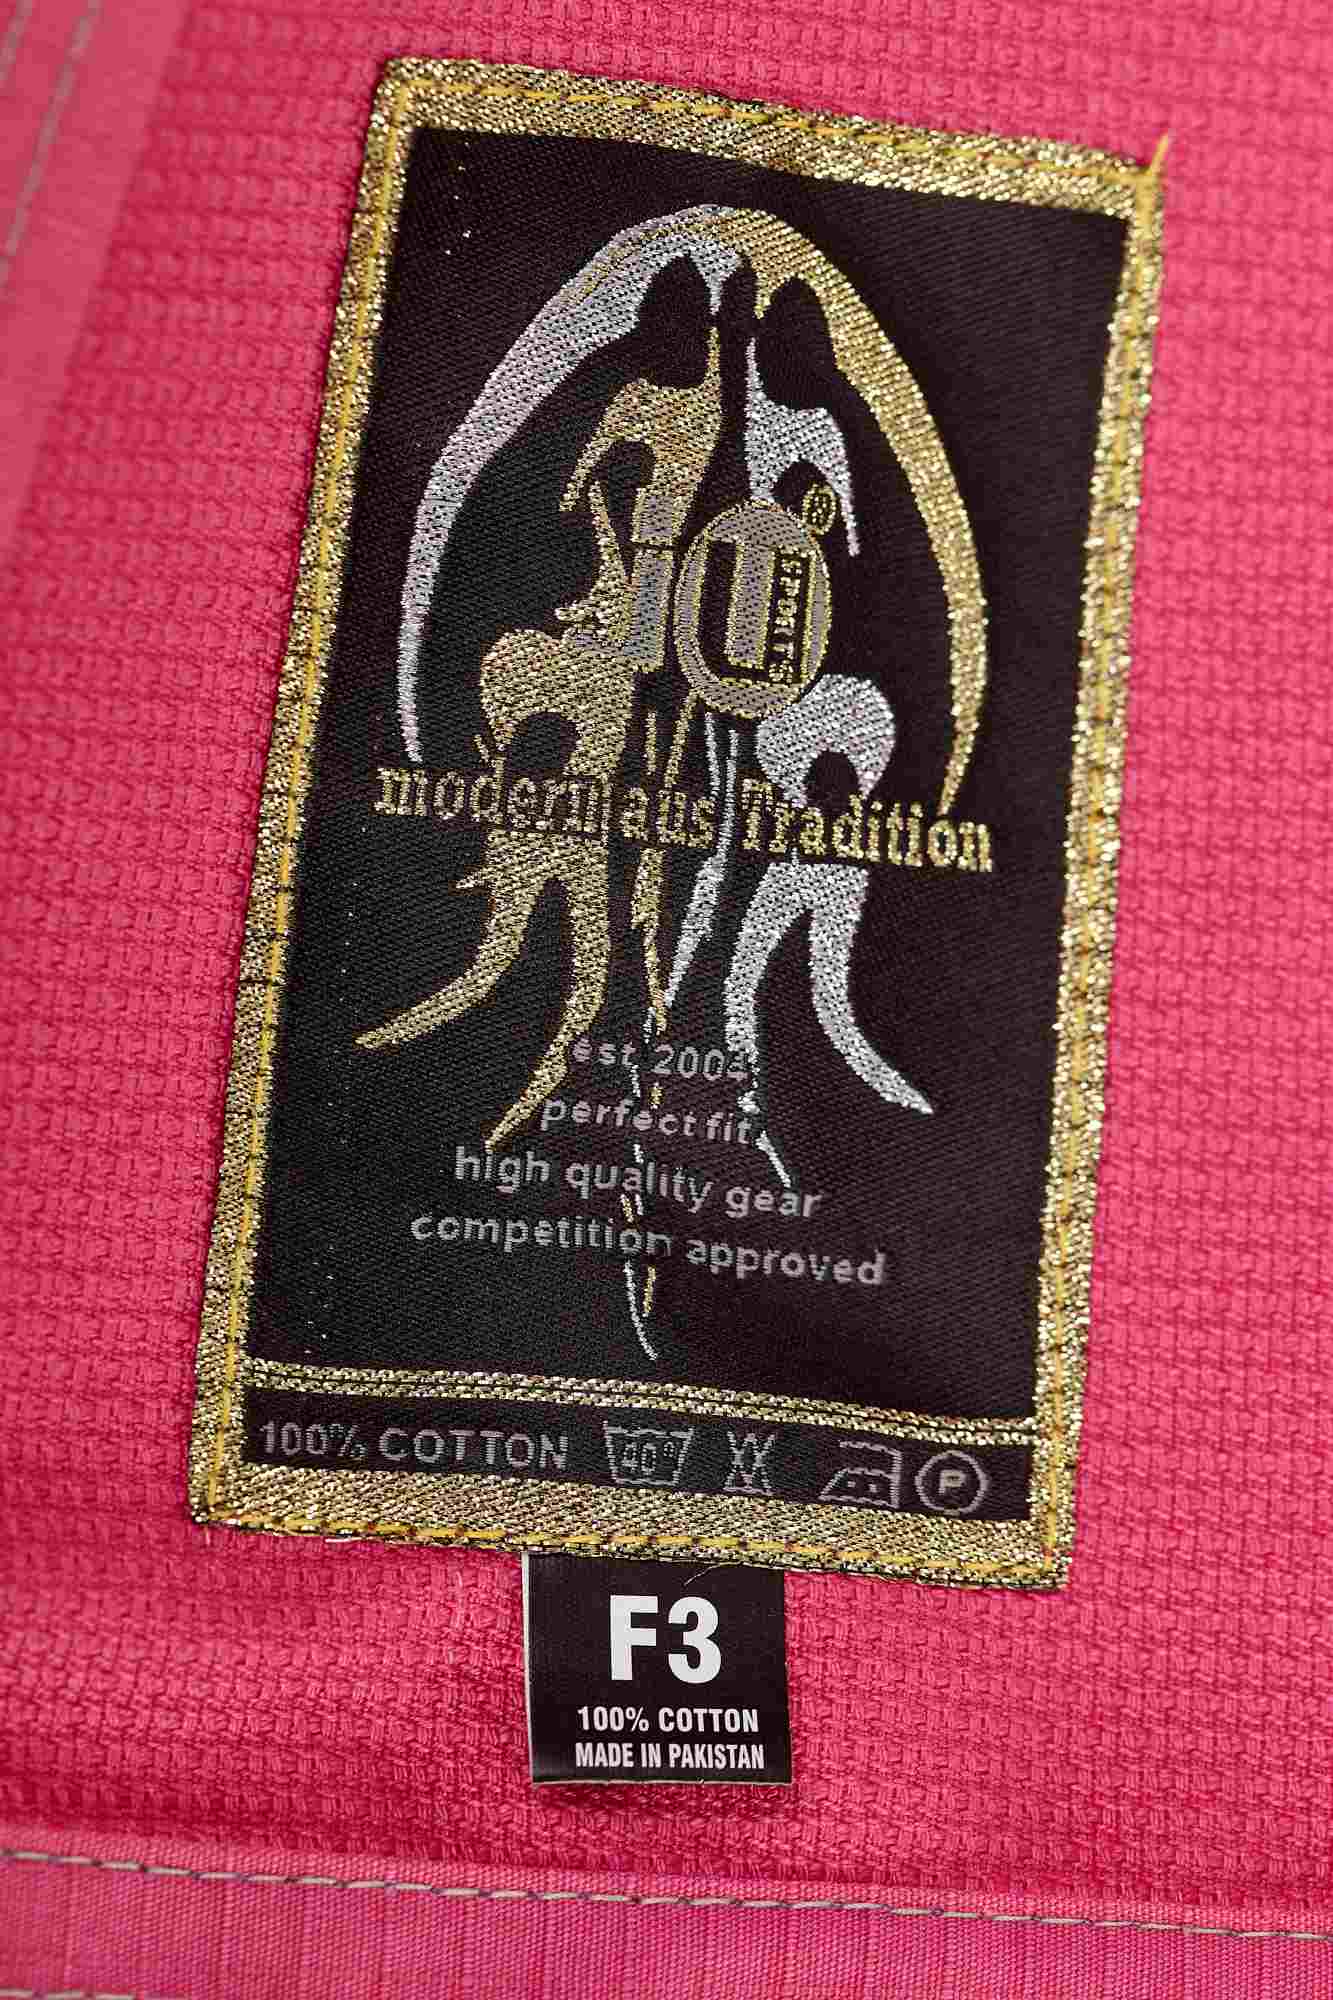 U
SPORTS
®
modern aus Tradition
est 2004
perfect fit
high quality gear
competition approved
100% COTTON 40° P
F3
100% COTTON
MADE IN PAKISTAN